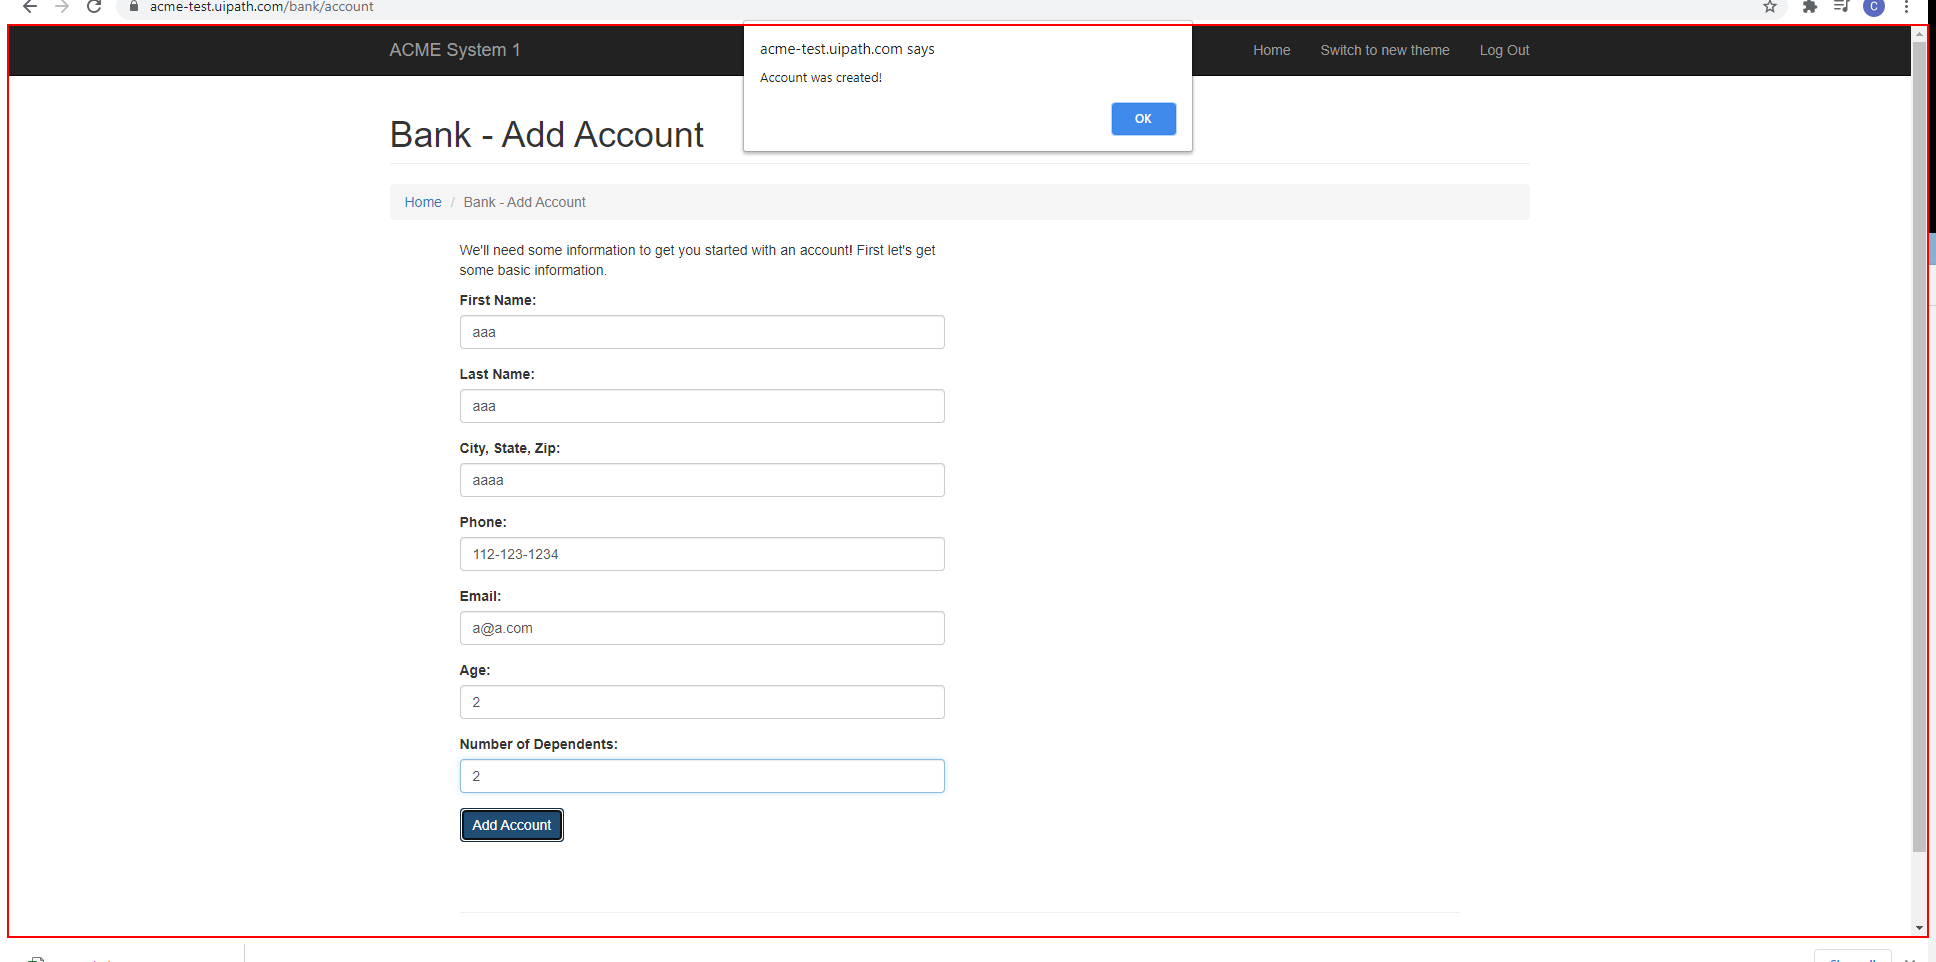 acme-test.uipath.com/bank/account
C
ACME System 1
Home
Switch to new theme
Log Out
acme-test.uipath.com says
Account was created!
OK
Bank - Add Account
Home / Bank - Add Account
We'll need some information to get you started with an account! First let's get
some basic information.
First Name:
aaa
Last Name:
aaa
City, State, Zip:
aaaa
Phone:
112-123-1234
Email:
a@a.com
Age:
2
Number of Dependents:
2
Add Account